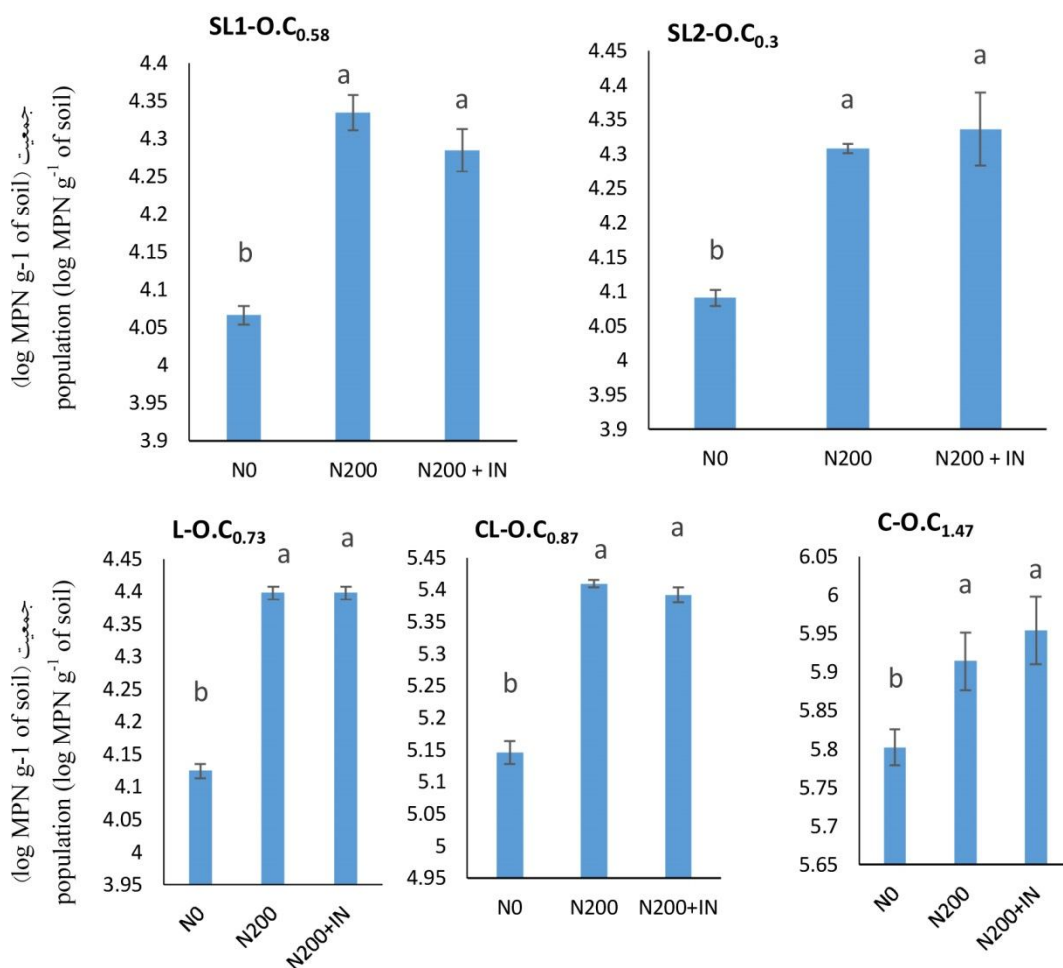 SL1-O.C0.58
جمعیت (log MPN g-1 of soil)
population (log MPN g-1 of soil)
4.4
4.35
4.3
4.25
4.2
4.15
4.1
4.05
4
3.95
3.9
a
a
b
N0 N200 N200 + IN
SL2-O.C0.3
4.45
4.4
4.35
4.3
4.25
4.2
4.15
4.1
4.05
4
3.95
3.9
a
a
b
N0 N200 N200 + IN
L-O.C0.73
جمعیت (log MPN g-1 of soil)
population (log MPN g-1 of soil)
4.45
4.4
4.35
4.3
4.25
4.2
4.15
4.1
4.05
4
3.95
a a
b
N0 N200 N200+IN
CL-O.C0.87
5.45
5.4
5.35
5.3
5.25
5.2
5.15
5.1
5.05
5
4.95
a
a
b
N0 N200 N200+IN
C-O.C1.47
6.05
6
5.95
5.9
5.85
5.8
5.75
5.7
5.65
a
a
b
N0 N200 N200+IN